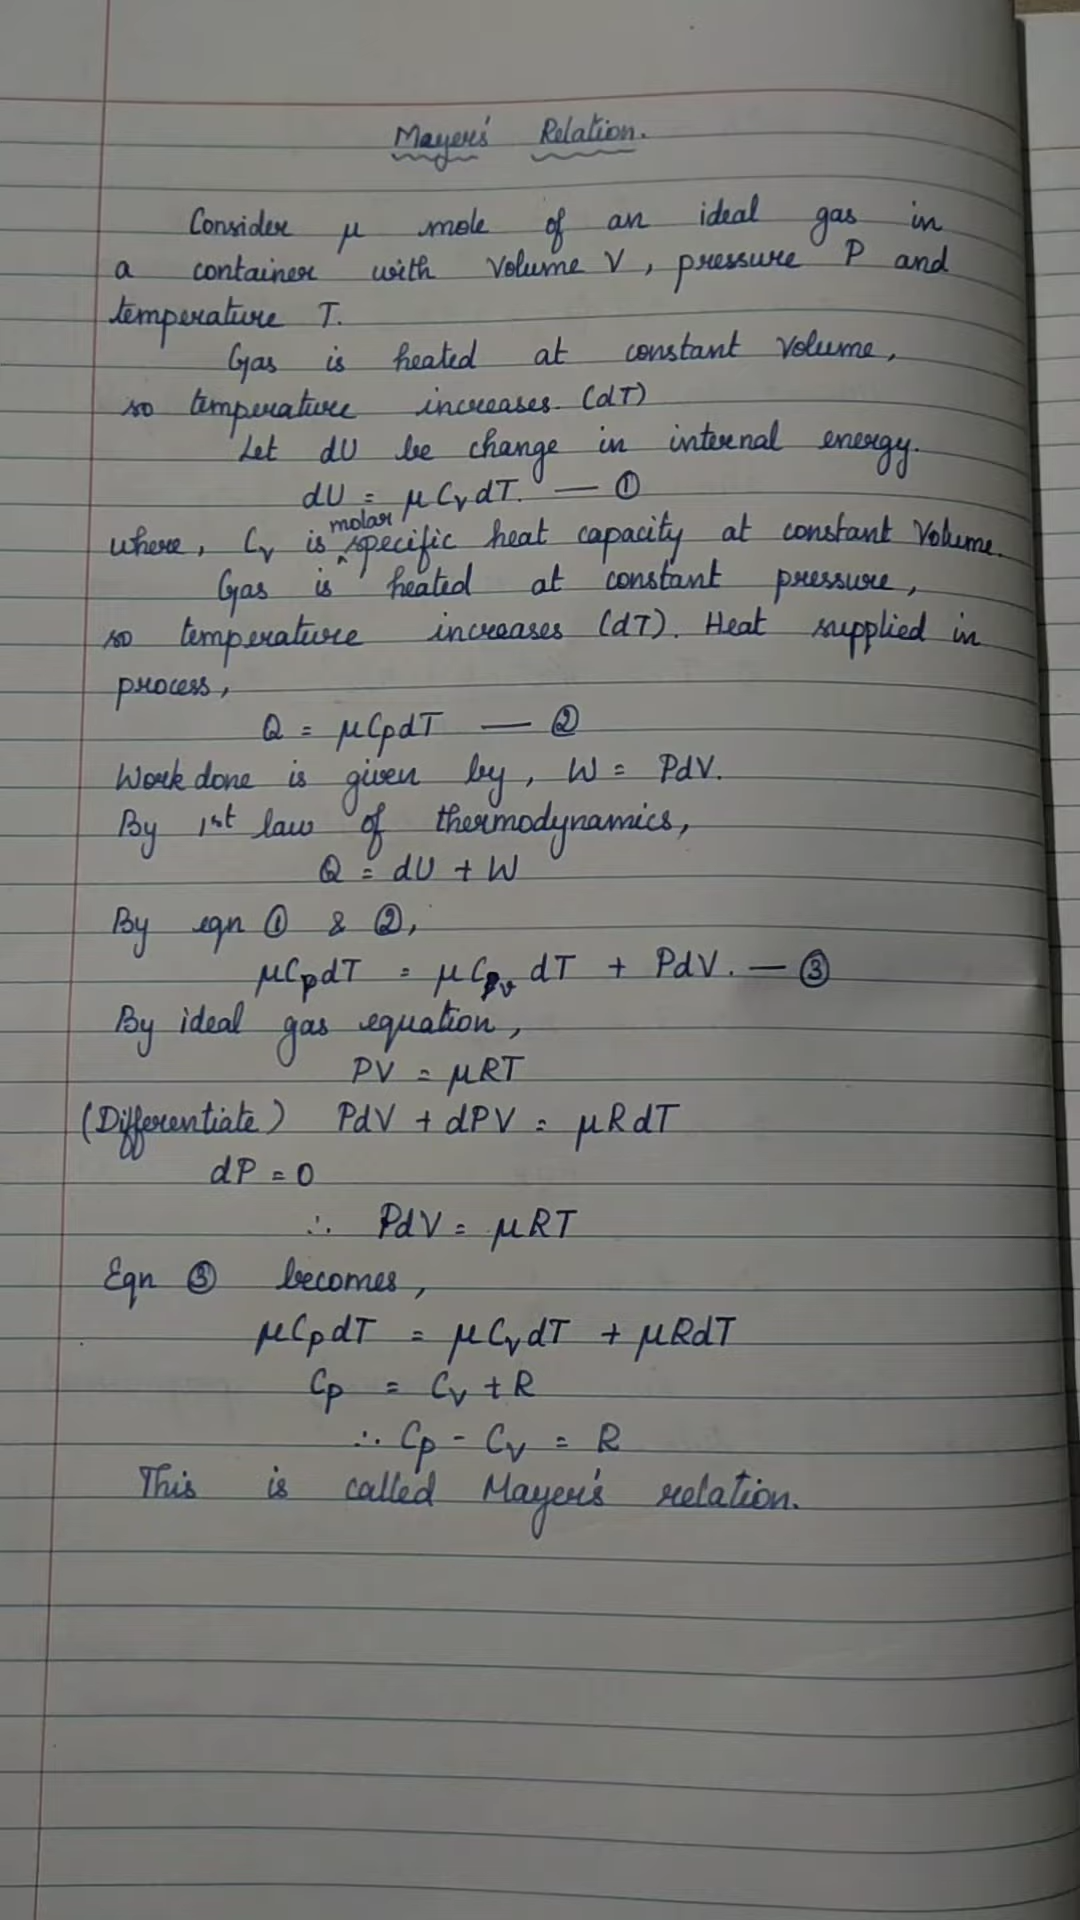 Mayer's Relation.
Consider μ mole of an ideal gas in
a container with volume V, pressure P and
temperature T.
Gas is heated at constant volume,
so temperature increases (dT)
Let dU be change in internal energy.
dU = μCᵥdT. — ①
molar
where, Cᵥ is ^ specific heat capacity at constant Volume.
Gas is heated at constant pressure,
so temperature increases (dT). Heat supplied in
process,
Q = μCₚdT — ②
Work done is given by, W = PdV.
By 1st law of thermodynamics,
Q = dU + W
By eqn ① & ②,
μCₚdT = μCᵥ dT + PdV. — ③
By ideal gas equation,
PV = μRT
(Differentiate) PdV + dPV = μRdT
dP = 0
∴ PdV = μRT
Eqn ③ becomes,
μCₚdT = μCᵥdT + μRdT
Cₚ = Cᵥ + R
∴ Cₚ - Cᵥ = R
This is called Mayer's relation.